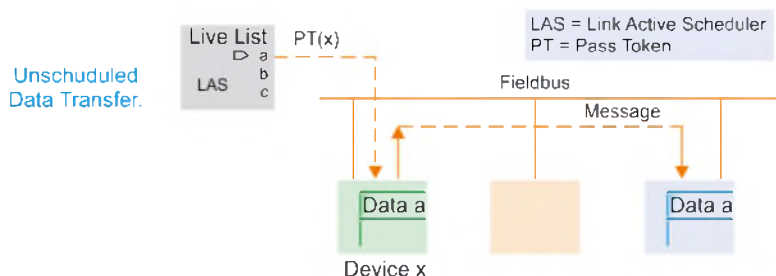 LAS = Link Active Scheduler
PT = Pass Token
Live List
PT(x)
a
b
LAS
c
Unschuduled
Data Transfer.
Fieldbus
Message
Data a
Data a
Device x